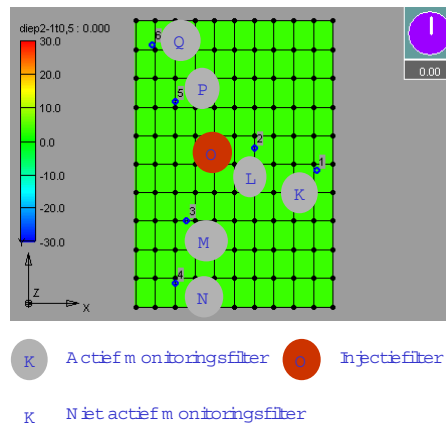 diep2-1t0,5 : 0.000
30.0
20.0
10.0
0.0
-10.0
-20.0
-30.0
6
Q
5
P
2
O
1
L
K
3
M
4
N
Z
X
0.00
K Actief monitoringsfilter
O Injectiefilter
K Niet actief monitoringsfilter